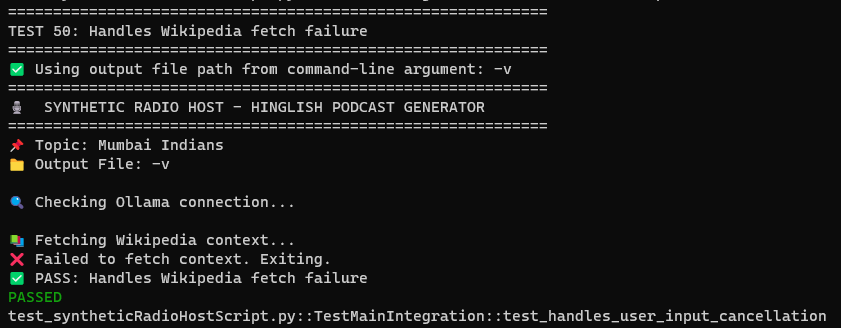 ============================================================
TEST 50: Handles Wikipedia fetch failure
============================================================
✅ Using output file path from command-line argument: -v
============================================================
🎙️  SYNTHETIC RADIO HOST - HINGLISH PODCAST GENERATOR
============================================================
📌 Topic: Mumbai Indians
📁 Output File: -v
🔍 Checking Ollama connection...
📚 Fetching Wikipedia context...
❌ Failed to fetch context. Exiting.
✅ PASS: Handles Wikipedia fetch failure
PASSED
test_syntheticRadioHostScript.py::TestMainIntegration::test_handles_user_input_cancellation